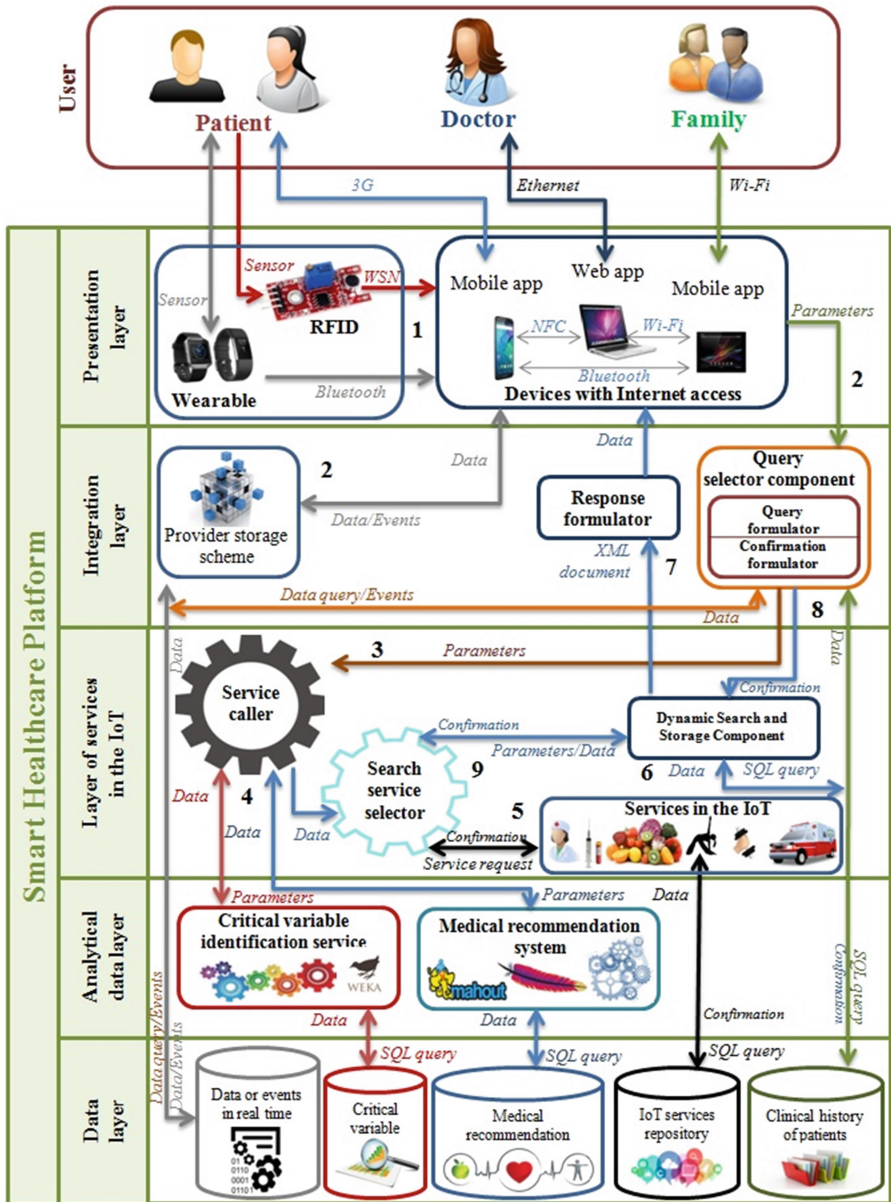 User
Patient
Doctor
Family
3G
Ethernet
Wi-Fi
Smart Healthcare Platform
Presentation
layer
Sensor
Sensor
WSN
RFID
Wearable
Bluetooth
1
Mobile app
Web app
Mobile app
NFC
Wi-Fi
Bluetooth
Devices with Internet access
Parameters
2
Integration
layer
2
Provider storage
scheme
Data
Data/Events
Data
Response
formulator
XML
document
7
Query
selector component
Query
formulator
Confirmation
formulator
Data query/Events
Data
8
Data
Data
Layer of services
in the IoT
3
Parameters
Service
caller
Confirmation
Dynamic Search and
Storage Component
Confirmation
Parameters/Data
9
6
Data
SQL query
Search
service
selector
Data
4
Data
Data
5
Services in the IoT
Confirmation
Service request
Data
Analytical
data layer
Parameters
Critical variable
identification service
WEKA
Parameters
Medical recommendation
system
mahout
Data
Data
Confirmation
SQL query
Confirmation
Data query/Events
Data/Events
Data
layer
SQL query
SQL query
SQL query
Data or events
in real time
01
0110
0001
0110
Critical
variable
Medical
recommendation
IoT services
repository
Clinical history
of patients